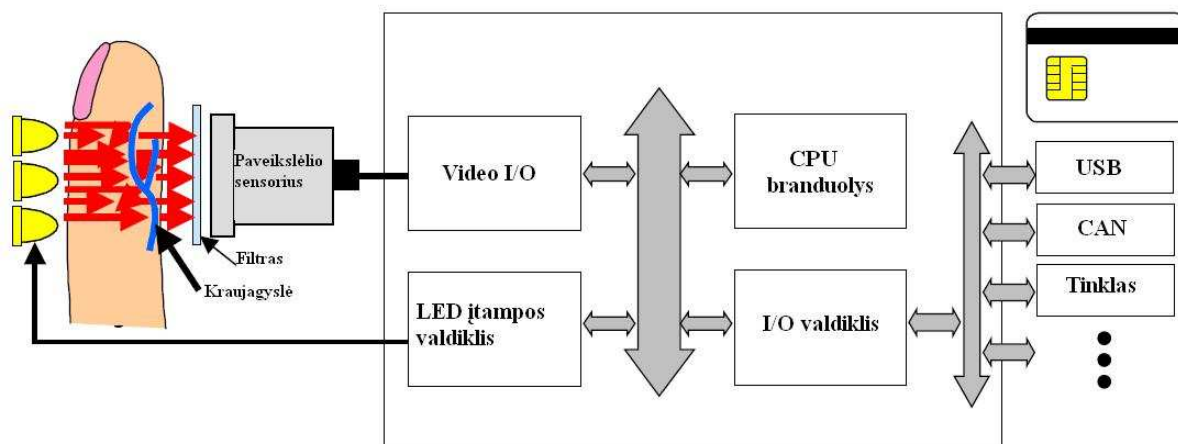 Paveikslėlio
sensorius
Filtras
Kraujagyslė
Video I/O
LED įtampos
valdiklis
CPU
branduolys
I/O valdiklis
USB
CAN
Tinklas